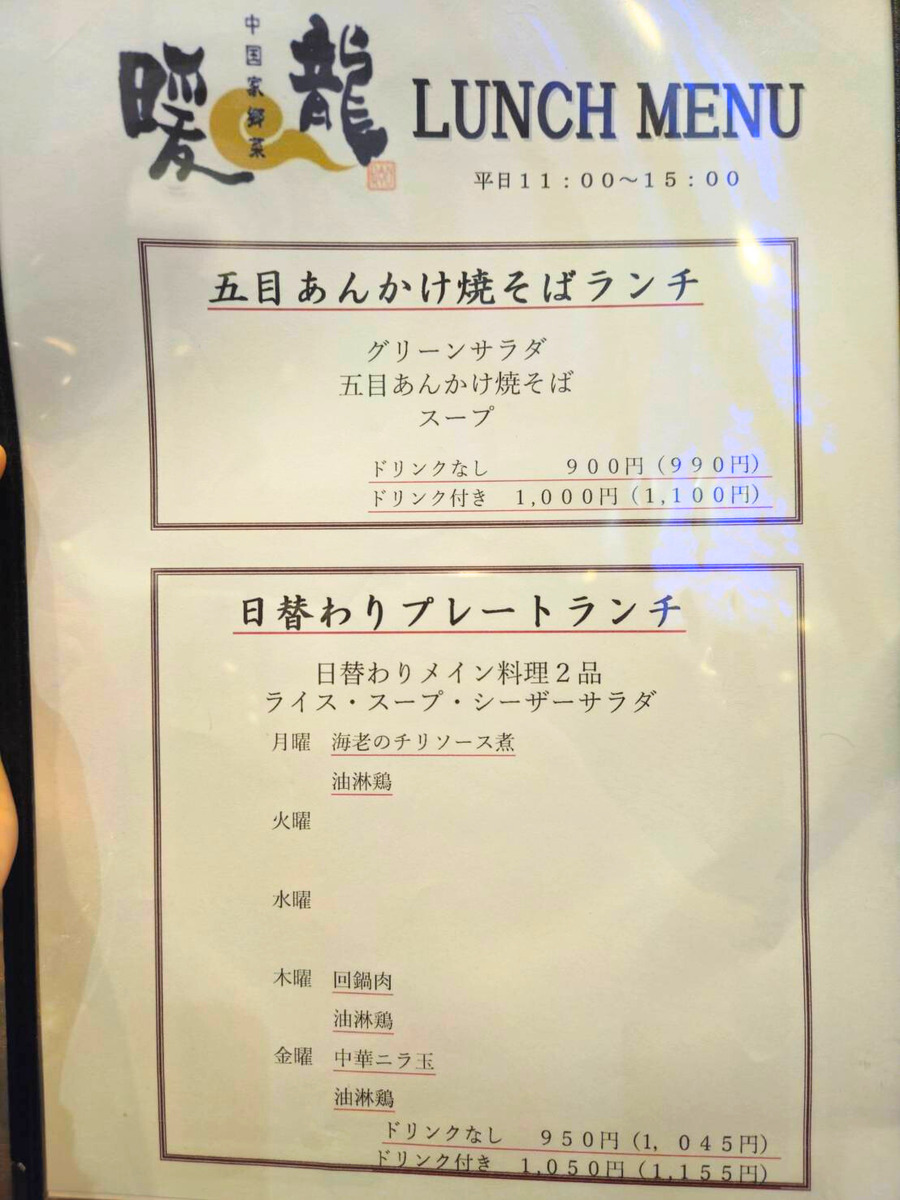 暖龍
中国家郷菜
LUNCH MENU
平日11：00～15：00
五目あんかけ焼そばランチ
グリーンサラダ
五目あんかけ焼そば
スープ
ドリンクなし 900円（990円）
ドリンク付き 1,000円（1,100円）
日替わりプレートランチ
日替わりメイン料理２品
ライス・スープ・シーザーサラダ
月曜 海老のチリソース煮
油淋鶏
火曜
水曜
木曜 回鍋肉
油淋鶏
金曜 中華ニラ玉
油淋鶏
ドリンクなし 950円（1，045円）
ドリンク付き 1,050円（1,155円）